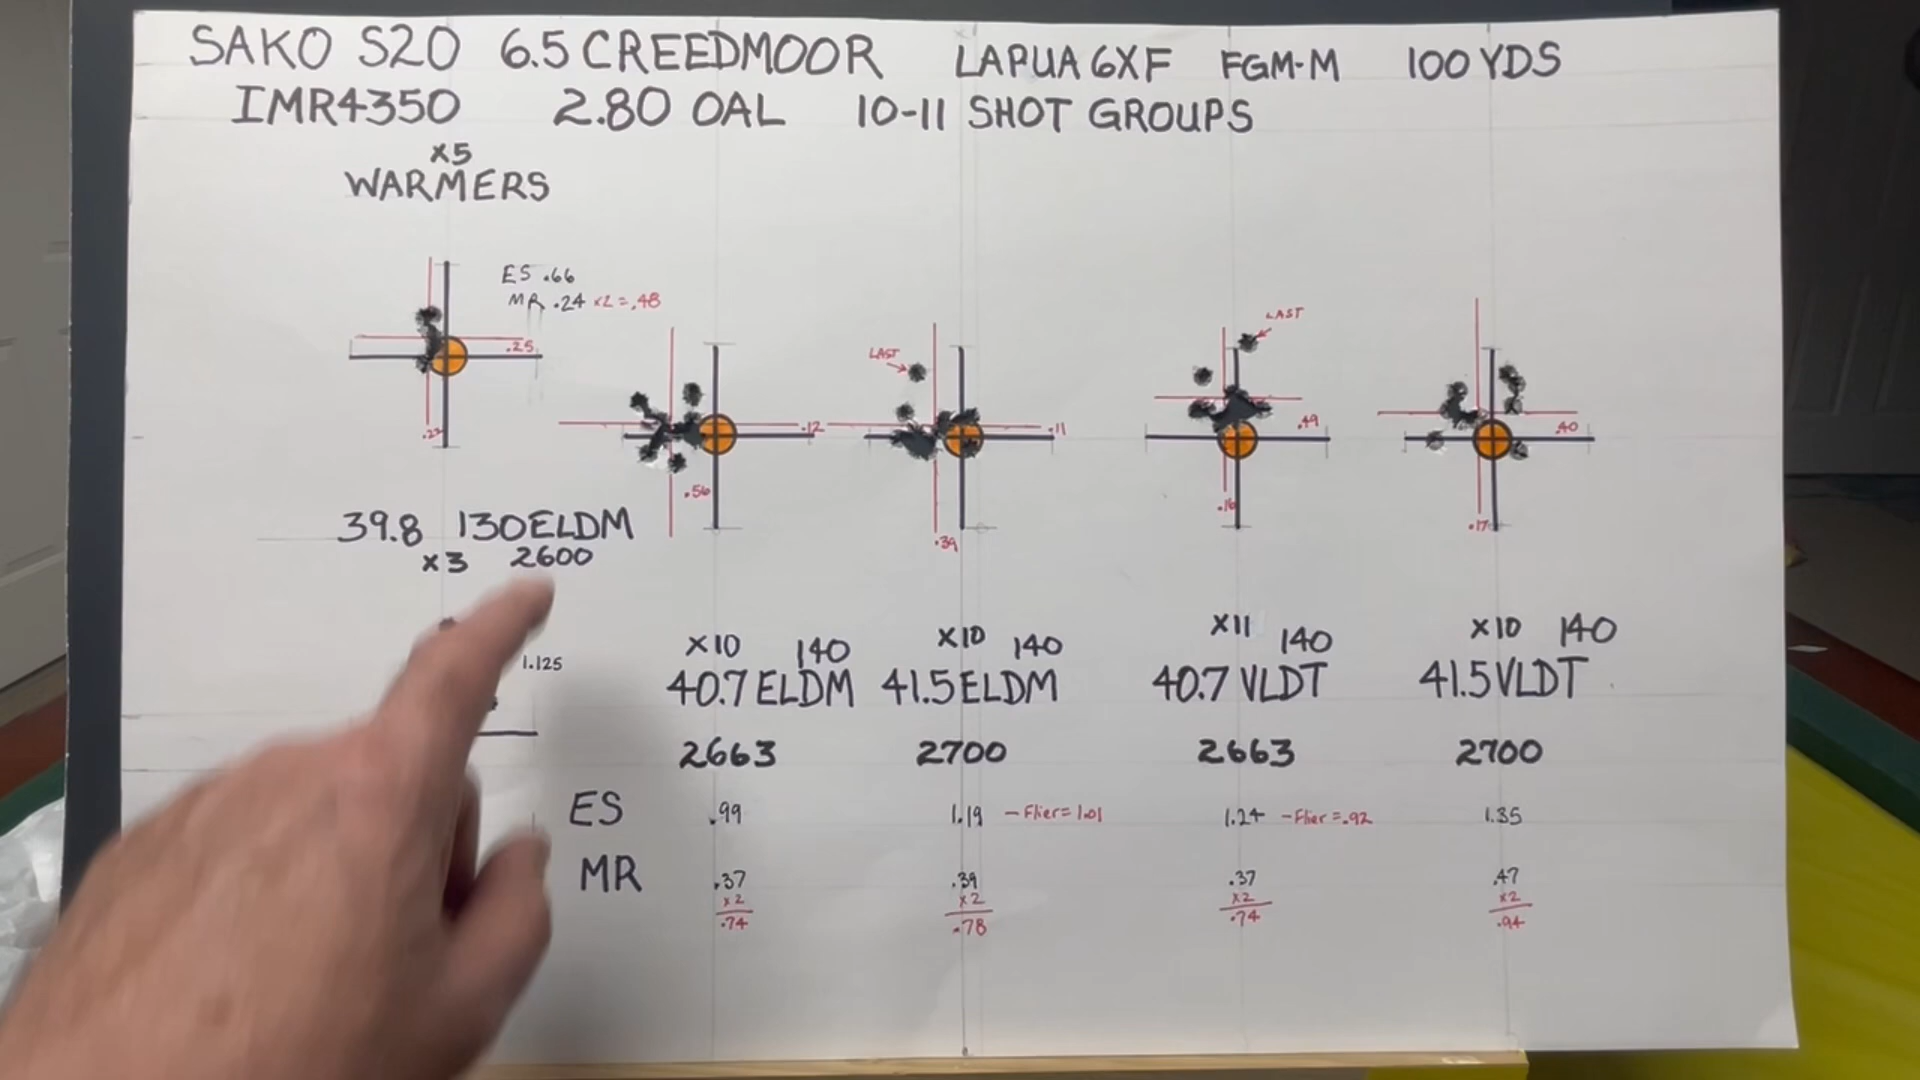 SAKO S20 6.5 CREEDMOOR LAPUA 6XF FGM-M 100 YDS
IMR4350 2.80 OAL 10-11 SHOT GROUPS
x5
WARMERS
ES .66
MR .24 x2 = .48
.25
.23
.12
.56
LAST
.11
.39
LAST
.49
.16
.40
.17
39.8 130ELDM
x3 2600
1.125
x10 140
40.7 ELDM
2663
x10 140
41.5 ELDM
2700
x11 140
40.7 VLDT
2663
x10 140
41.5 VLDT
2700
ES .99 1.19 - Flier = 1.01 1.24 - Flier = .92 1.35
MR .37 .39 .37 .47
x2 x2 x2 x2
.74 .78 .74 .94